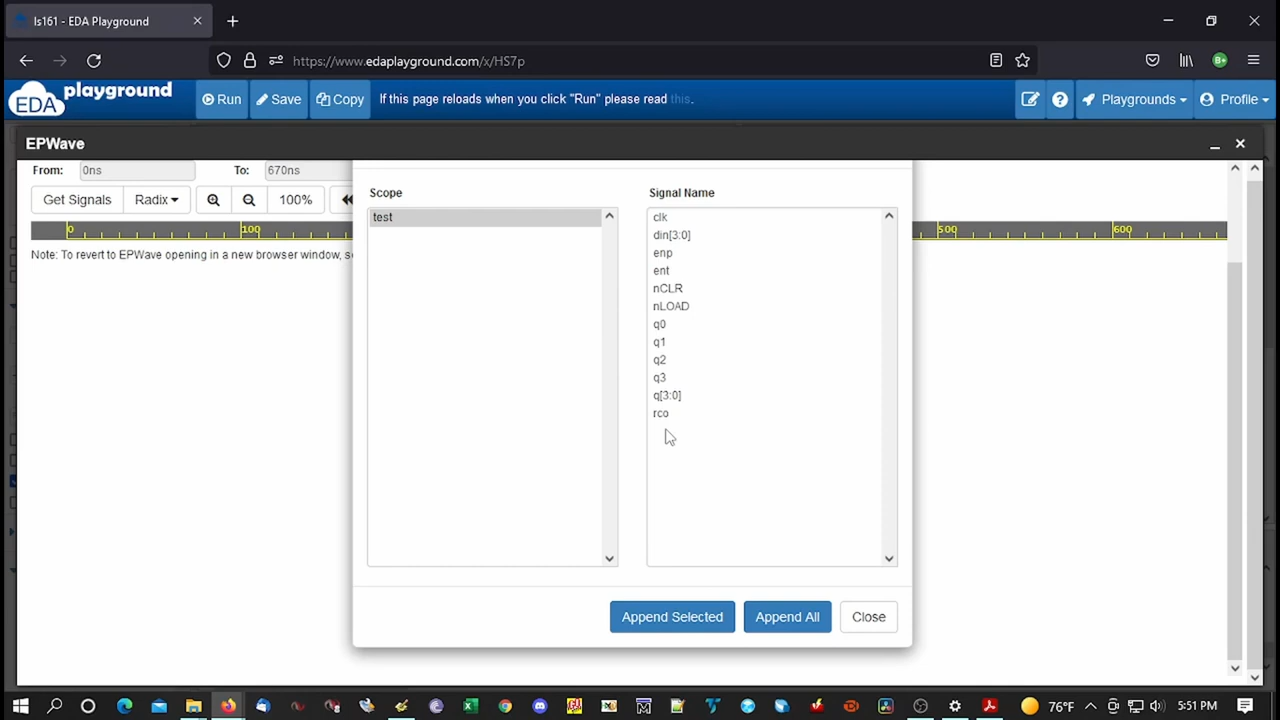 ls161 - EDA Playground
https://www.edaplayground.com/x/HS7p
EDA playground
Run
Save
Copy
If this page reloads when you click "Run" please read this.
Playgrounds
Profile
EPWave
From: 0ns To: 670ns
Get Signals
Radix
100%
0 100 500 600
Note: To revert to EPWave opening in a new browser window, s
Scope
test
Signal Name
clk
din[3:0]
enp
ent
nCLR
nLOAD
q0
q1
q2
q3
q[3:0]
rco
Append Selected
Append All
Close
76°F
5:51 PM